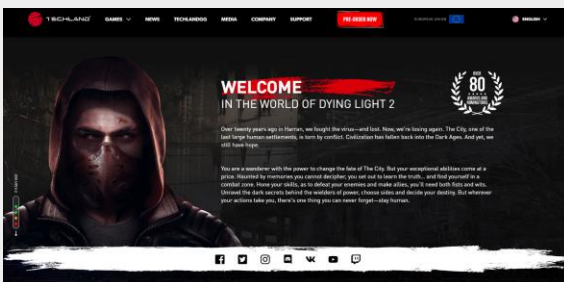 TECHLAND
GAMES
NEWS
TECHLANDGG
MEDIA
COMPANY
SUPPORT
PRE-ORDER NOW
EUROPEAN UNION
ENGLISH
WELCOME
IN THE WORLD OF DYING LIGHT 2
OVER
80
AWARDS AND
NOMINATIONS
Over twenty years ago in Harran, we fought the virus—and lost. Now, we're losing again. The City, one of the
last large human settlements, is torn by conflict. Civilization has fallen back into the Dark Ages. And yet, we
still have hope.
You are a wanderer with the power to change the fate of The City. But your exceptional abilities come at a
price. Haunted by memories you cannot decipher, you set out to learn the truth... and find yourself in a
combat zone. Hone your skills, as to defeat your enemies and make allies, you'll need both fists and wits.
Unravel the dark secrets behind the wielders of power, choose sides and decide your destiny. But wherever
your actions take you, there's one thing you can never forget—stay human.